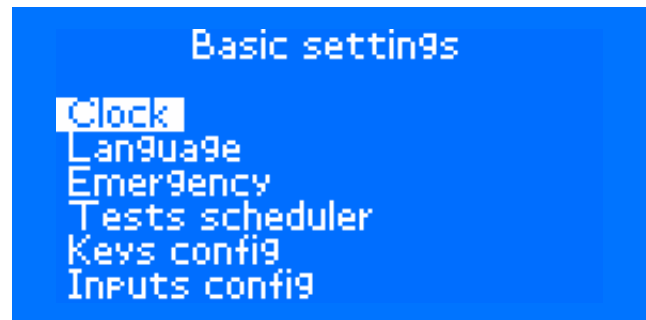 Basic settings
Clock
Language
Emergency
Tests scheduler
Keys config
Inputs config